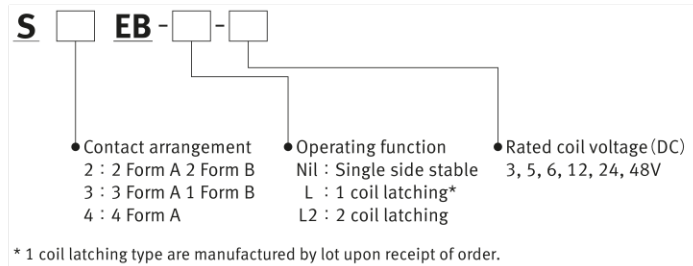 S EB - -
Contact arrangement
2 : 2 Form A 2 Form B
3 : 3 Form A 1 Form B
4 : 4 Form A
Operating function
Nil : Single side stable
L : 1 coil latching*
L2 : 2 coil latching
Rated coil voltage (DC)
3, 5, 6, 12, 24, 48V
* 1 coil latching type are manufactured by lot upon receipt of order.